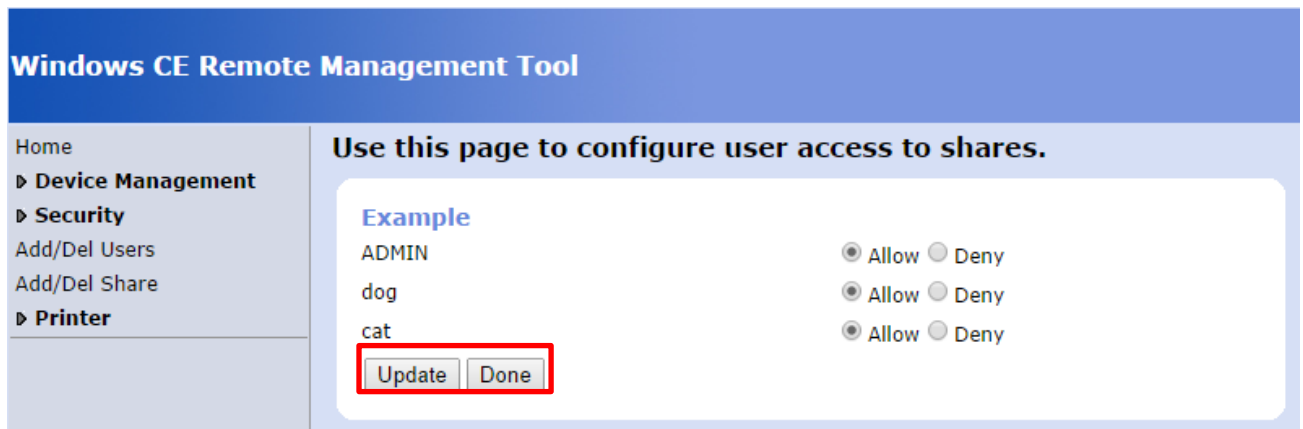 Windows CE Remote Management Tool
Home
Device Management
Security
Add/Del Users
Add/Del Share
Printer
Use this page to configure user access to shares.
Example
ADMIN Allow Deny
dog Allow Deny
cat Allow Deny
Update Done